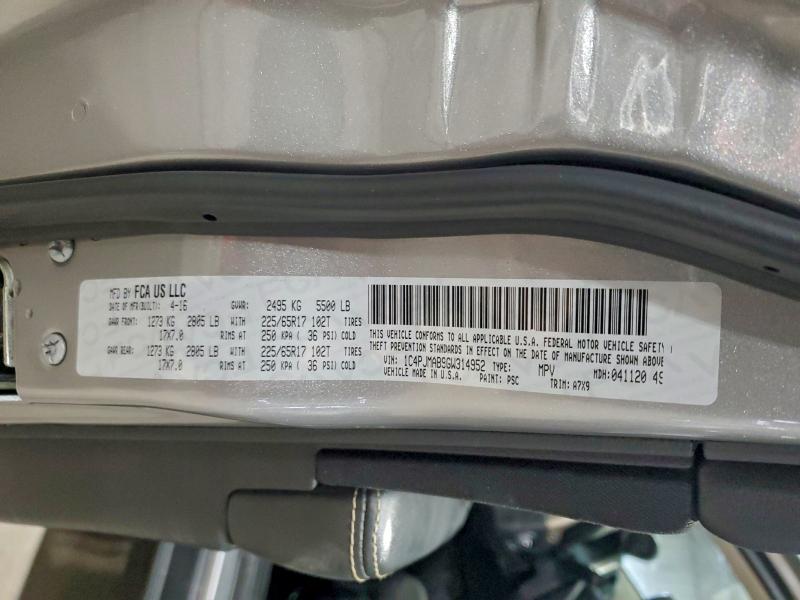 MFD BY FCA US LLC
DATE OF MFR(BUILT): 4-16 GVWR: 2495 KG 5500 LB
GAWR FRONT: 1273 KG 2805 LB WITH 225/65R17 102T TIRES
17X7.0 RIMS AT 250 KPA ( 36 PSI) COLD
GAWR REAR: 1273 KG 2805 LB WITH 225/65R17 102T TIRES
17X7.0 RIMS AT 250 KPA ( 36 PSI) COLD
THIS VEHICLE CONFORMS TO ALL APPLICABLE U.S.A. FEDERAL MOTOR VEHICLE SAFETY
THEFT PREVENTION STANDARDS IN EFFECT ON THE DATE OF MANUFACTURE SHOWN ABOVE
VIN: 1C4PJMAB9GW314952 TYPE: MPV MDH: 041120 49
VEHICLE MADE IN U.S.A. PAINT: PSC TRIM: A7X9